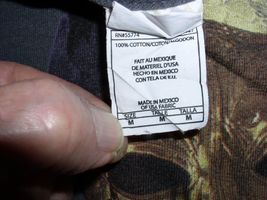 RN#55774
100% COTTON/COTON/ALGODON
FAIT AU MEXIQUE
DE MATERIEL D'USA
HECHO EN MEXICO
CON TELA DE E.U.
MADE IN MEXICO
OF USA FABRIC
SIZE TAILLE TALLA
M M M